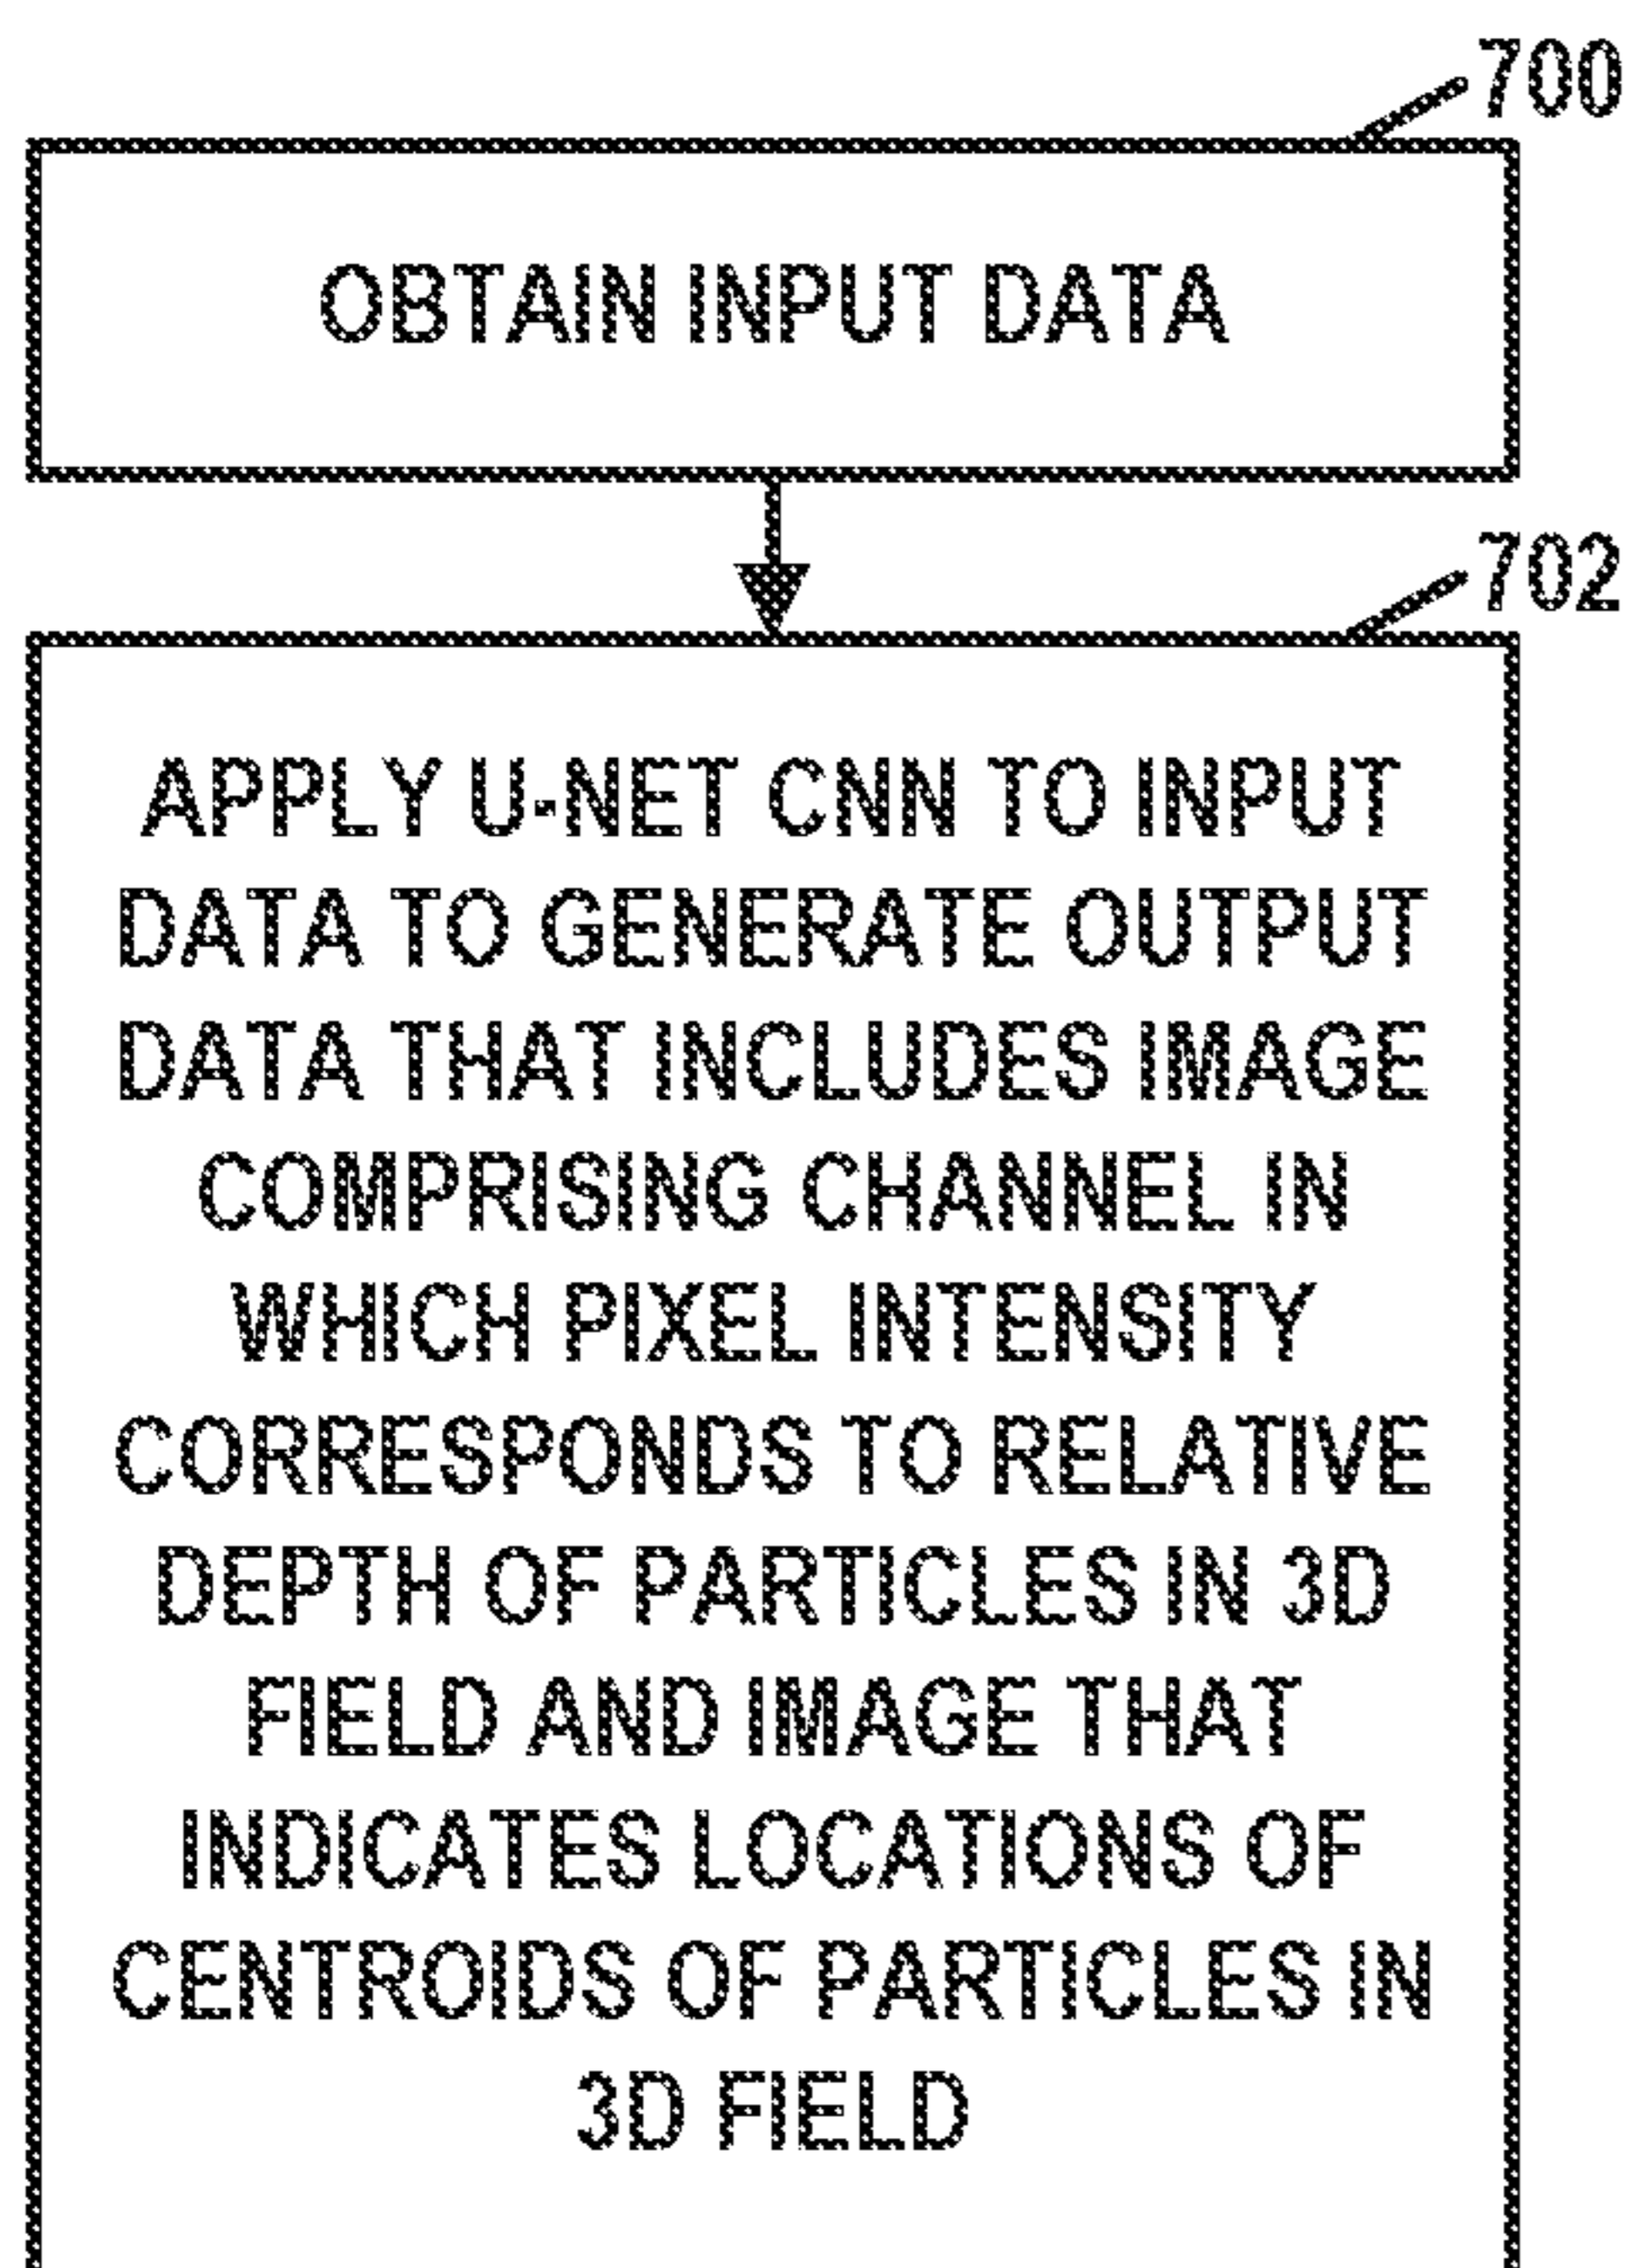 700
OBTAIN INPUT DATA
702
APPLY U-NET CNN TO INPUT
DATA TO GENERATE OUTPUT
DATA THAT INCLUDES IMAGE
COMPRISING CHANNEL IN
WHICH PIXEL INTENSITY
CORRESPONDS TO RELATIVE
DEPTH OF PARTICLES IN 3D
FIELD AND IMAGE THAT
INDICATES LOCATIONS OF
CENTROIDS OF PARTICLES IN
3D FIELD